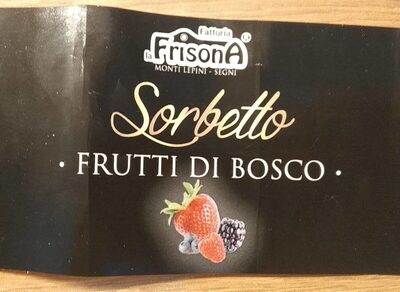 Fattoria
la FrisonA
MONTI LEPINI - SEGNI
Sorbetto
· FRUTTI DI BOSCO ·